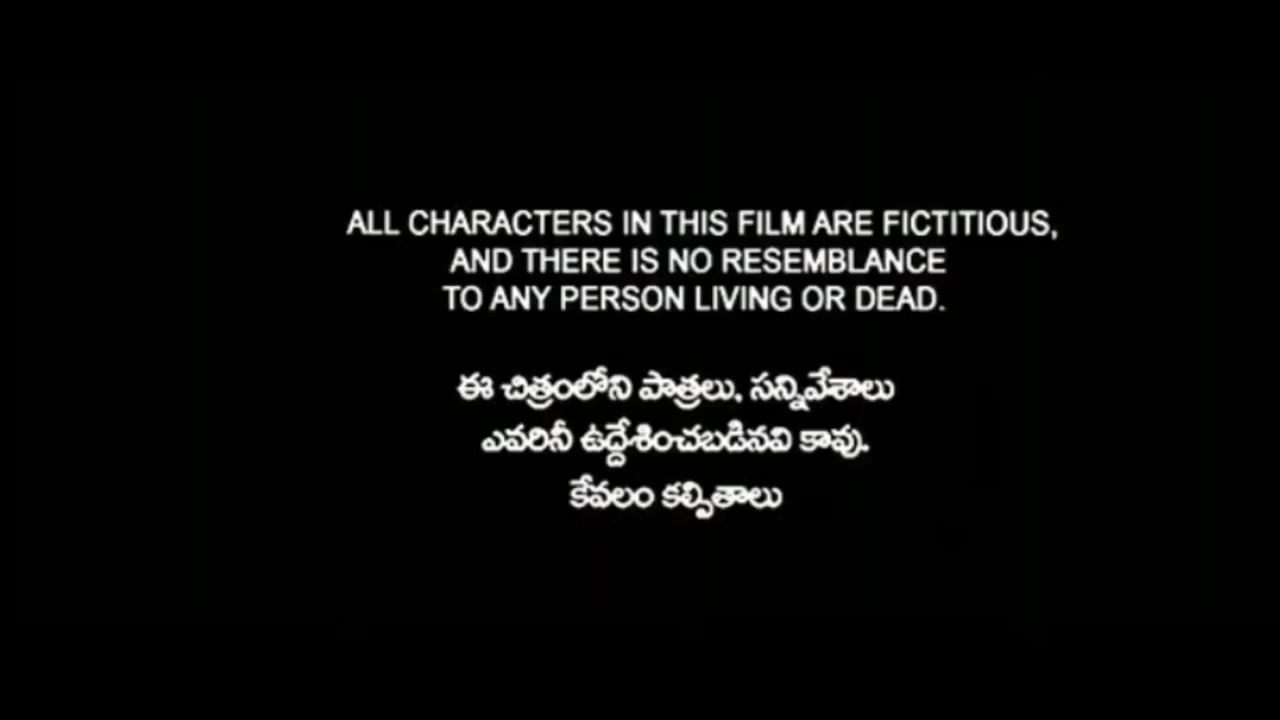 ALL CHARACTERS IN THIS FILM ARE FICTITIOUS,
AND THERE IS NO RESEMBLANCE
TO ANY PERSON LIVING OR DEAD.
ఈ చిత్రంలోని పాత్రలు, సన్నివేశాలు
ఎవరినీ ఉద్దేశించబడినవి కావు.
కేవలం కల్పితాలు